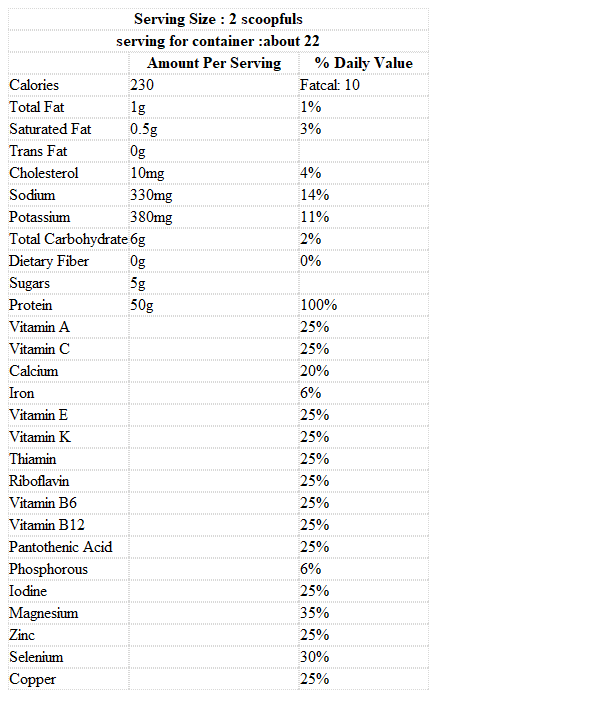 Serving Size : 2 scoopfuls
serving for container :about 22
Amount Per Serving % Daily Value
Calories 230 Fatcal: 10
Total Fat 1g 1%
Saturated Fat 0.5g 3%
Trans Fat 0g
Cholesterol 10mg 4%
Sodium 330mg 14%
Potassium 380mg 11%
Total Carbohydrate 6g 2%
Dietary Fiber 0g 0%
Sugars 5g
Protein 50g 100%
Vitamin A 25%
Vitamin C 25%
Calcium 20%
Iron 6%
Vitamin E 25%
Vitamin K 25%
Thiamin 25%
Riboflavin 25%
Vitamin B6 25%
Vitamin B12 25%
Pantothenic Acid 25%
Phosphorous 6%
Iodine 25%
Magnesium 35%
Zinc 25%
Selenium 30%
Copper 25%